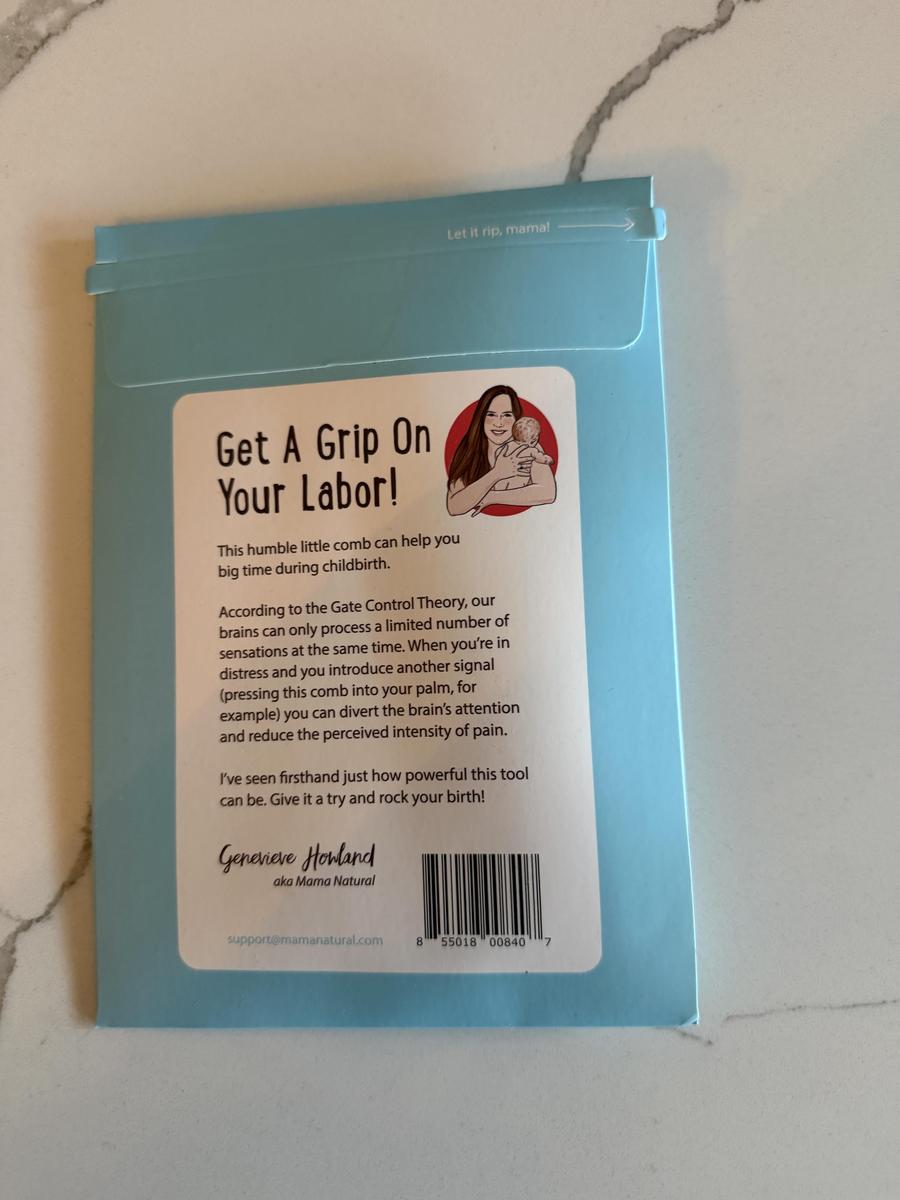 Let it rip, mama!
Get A Grip On
Your Labor!
This humble little comb can help you
big time during childbirth.
According to the Gate Control Theory, our
brains can only process a limited number of
sensations at the same time. When you're in
distress and you introduce another signal
(pressing this comb into your palm, for
example) you can divert the brain's attention
and reduce the perceived intensity of pain.
I've seen firsthand just how powerful this tool
can be. Give it a try and rock your birth!
Genevieve Howland
aka Mama Natural
support@mamanatural.com
8 55018 00840 7